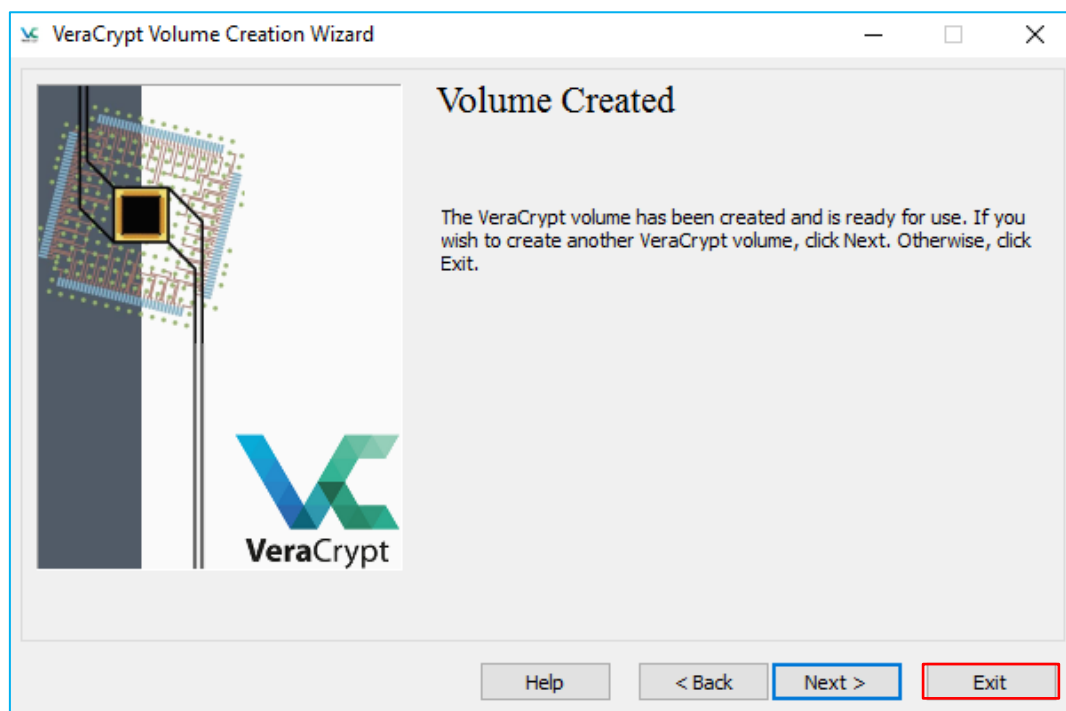 VeraCrypt Volume Creation Wizard
Volume Created
The VeraCrypt volume has been created and is ready for use. If you
wish to create another VeraCrypt volume, click Next. Otherwise, click
Exit.
VeraCrypt
Help
< Back
Next >
Exit